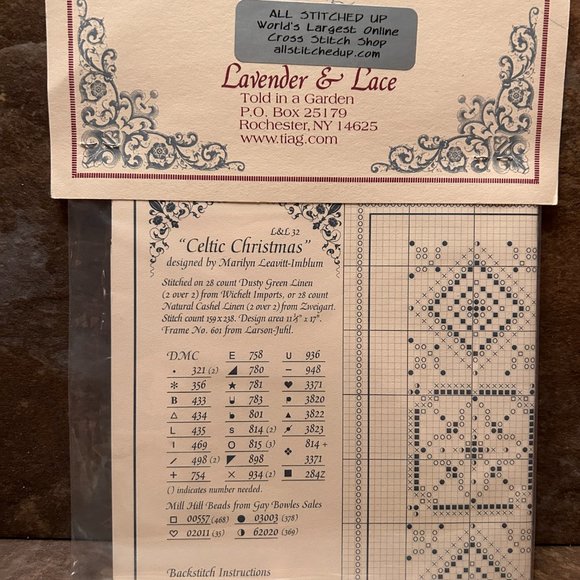 ALL STITCHED UP
World's Largest Online
Cross Stitch Shop
allstitchedup.com
Lavender & Lace
Told in a Garden
P.O. Box 25179
Rochester, NY 14625
www.tiag.com
L&L 32
"Celtic Christmas"
designed by Marilyn Leavitt-Imblum
Stitched on 28 count Dusty Green Linen
(2 over 2) from Wichelt Imports, or 28 count
Natural Cashel Linen (2 over 2) from Zweigart.
Stitch count 159 x 238. Design area 11½" x 17".
Frame No. 601 from Larson-Juhl.
DMC E 758 U 936
• 321 (2) ◢ 780 – 948
✻ 356 ★ 781 ♥ 3371
B 433 783 3820
△ 434 801 ▲ 3822
L 435 s 814 (2) 3823
ı 469 O 815 (3) 814 +
⁄ 498 (2) ◤ 898 3371
+ 754 × 934 (2) ■ 284Z
() indicates number needed.
Mill Hill Beads from Gay Bowles Sales
□ 00557 (468) ● 03003 (378)
♡ 02011 (35) ◑ 62020 (369)
Backstitch Instructions